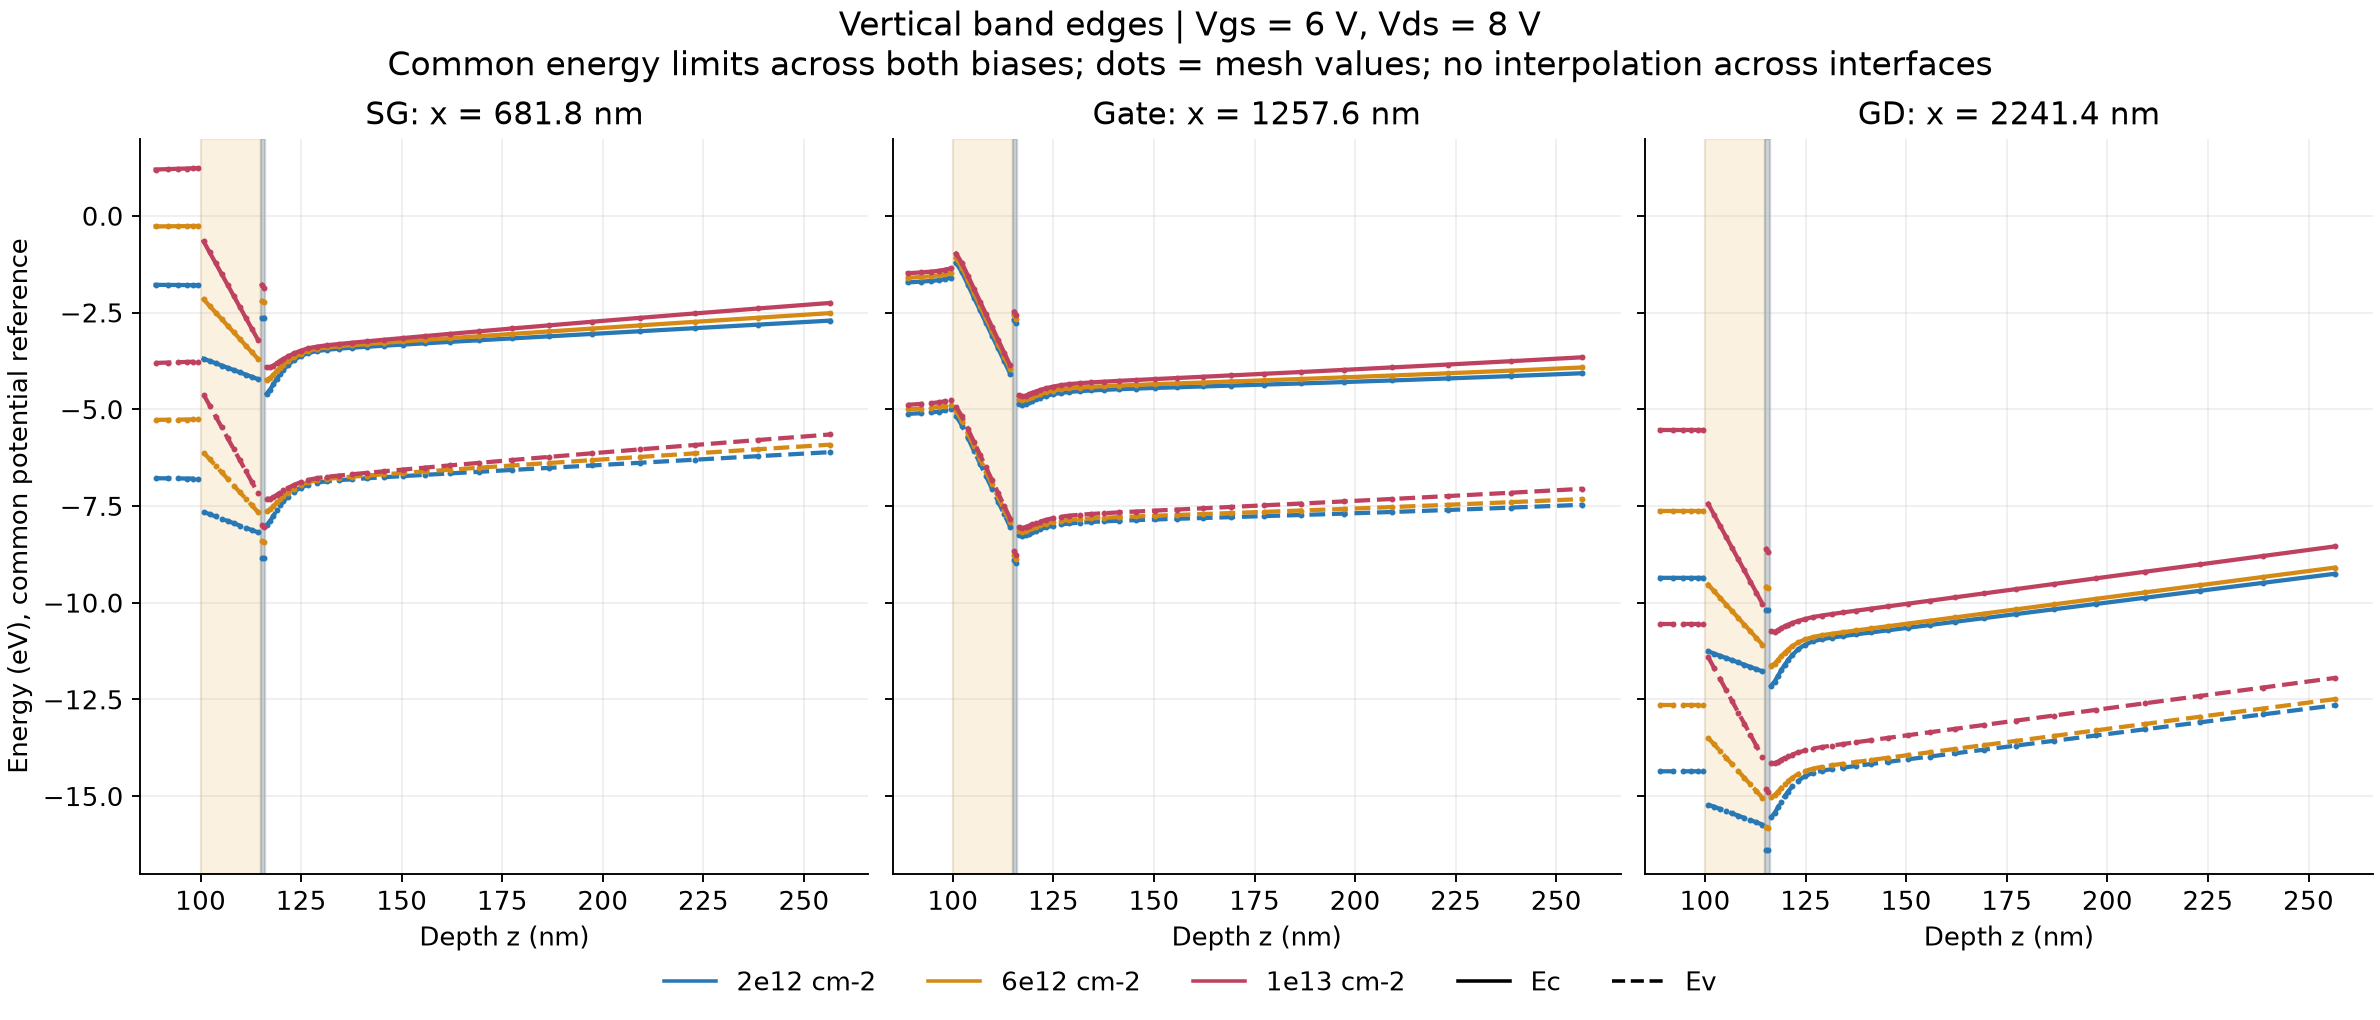 Vertical band edges | Vgs = 6 V, Vds = 8 V
Common energy limits across both biases; dots = mesh values; no interpolation across interfaces
SG: x = 681.8 nm
Gate: x = 1257.6 nm
GD: x = 2241.4 nm
Energy (eV), common potential reference
0.0
−2.5
−5.0
−7.5
−10.0
−12.5
−15.0
100 125 150 175 200 225 250
100 125 150 175 200 225 250
100 125 150 175 200 225 250
Depth z (nm)
Depth z (nm)
Depth z (nm)
2e12 cm-2
6e12 cm-2
1e13 cm-2
Ec
Ev